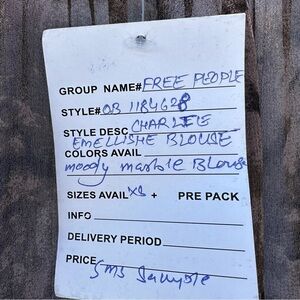 GROUP NAME# FREE PEOPLE
STYLE# OB 1184628
STYLE DESC CHARLIE'S
EMELLISHE BLOUSE
COLORS AVAIL
moody marble Blouse
SIZES AVAIL XS + PRE PACK
INFO
DELIVERY PERIOD
PRICE
SMS Sample